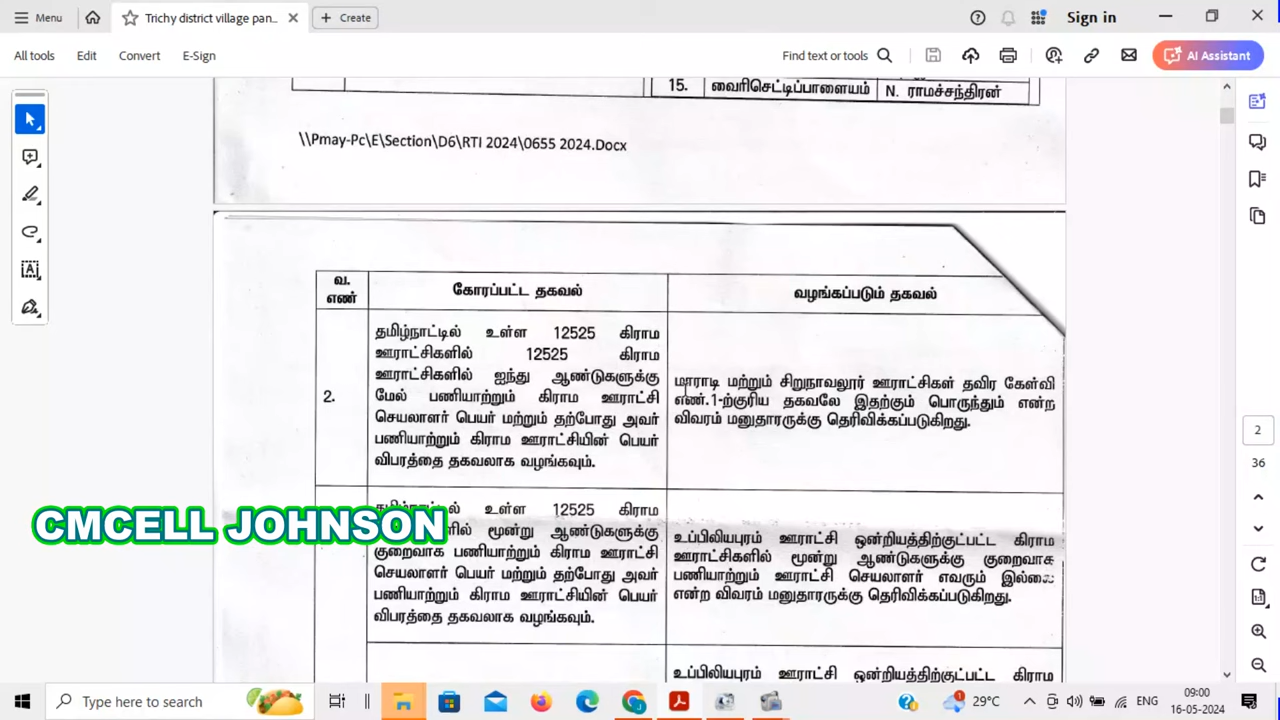 Menu
Trichy district village pan...
Create
Sign in
All tools
Edit
Convert
E-Sign
Find text or tools
AI Assistant
15. வைரிசெட்டிப்பாளையம் N. ராமச்சந்திரன்
\\Pmay-Pc\E\Section\D6\RTI 2024\0655 2024.Docx
வ.
எண்
கோரப்பட்ட தகவல்
வழங்கப்படும் தகவல்
2.
தமிழ்நாட்டில் உள்ள 12525 கிராம
ஊராட்சிகளில் 12525 கிராம
ஊராட்சிகளில் ஐந்து ஆண்டுகளுக்கு
மேல் பணியாற்றும் கிராம ஊராட்சி
செயலாளர் பெயர் மற்றும் தற்போது அவர்
பணியாற்றும் கிராம ஊராட்சியின் பெயர்
விபரத்தை தகவலாக வழங்கவும்.
மாராடி மற்றும் சிறுநாவலூர் ஊராட்சிகள் தவிர கேள்வி
எண்.1-ற்குரிய தகவலே இதற்கும் பொருந்தும் என்ற
விவரம் மனுதாரருக்கு தெரிவிக்கப்படுகிறது.
உள்ள 12525 கிராம
மூன்று ஆண்டுகளுக்கு
குறைவாக பணியாற்றும் கிராம ஊராட்சி
செயலாளர் பெயர் மற்றும் தற்போது அவர்
பணியாற்றும் கிராம ஊராட்சியின் பெயர்
விபரத்தை தகவலாக வழங்கவும்.
உப்பிலியபுரம் ஊராட்சி ஒன்றியத்திற்குட்பட்ட கிராம
ஊராட்சிகளில் மூன்று ஆண்டுகளுக்கு குறைவாக
பணியாற்றும் ஊராட்சி செயலாளர் எவரும் இல்லை
என்ற விவரம் மனுதாரருக்கு தெரிவிக்கப்படுகிறது.
உப்பிலியபுரம் ஊராட்சி ஒன்றியத்திற்குட்பட்ட கிராம
CMCELL JOHNSON
2
36
Type here to search
29°C
ENG
09:00
16-05-2024